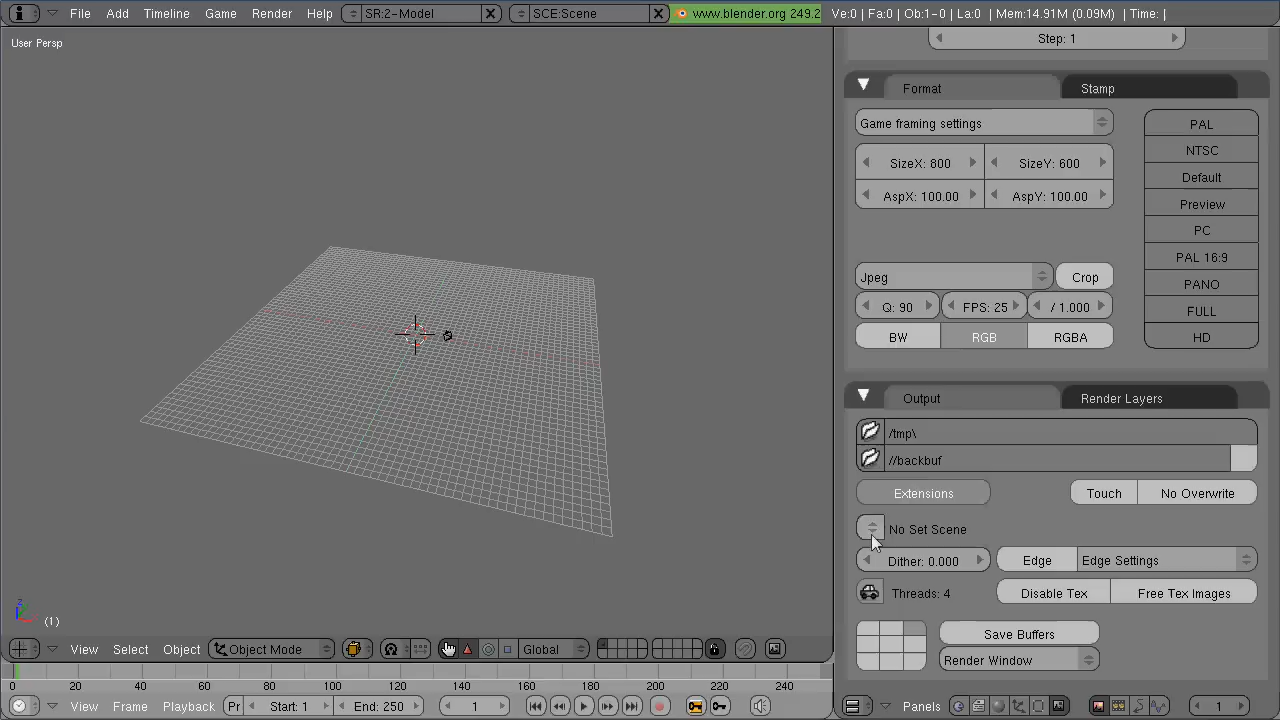 File Add Timeline Game Render Help SR:2-Model SCE:Scene www.blender.org 249.2 Ve:0 | Fa:0 | Ob:1-0 | La:0 | Mem:14.91M (0.09M) | Time: |
User Persp
Step: 1
Format Stamp
Game framing settings
SizeX: 800 SizeY: 600
AspX: 100.00 AspY: 100.00
PAL
NTSC
Default
Preview
PC
PAL 16:9
PANO
FULL
HD
Jpeg Crop
Q: 90 FPS: 25 / 1.000
BW RGB RGBA
Output Render Layers
/tmp\
//backbuf
Extensions Touch No Overwrite
No Set Scene
Dither: 0.000 Edge Edge Settings
Threads: 4 Disable Tex Free Tex Images
Save Buffers
Render Window
(1)
View Select Object Object Mode Global
0 20 40 60 80 100 120 140 160 180 200 220 240
View Frame Playback Pr Start: 1 End: 250 1
Panels 1